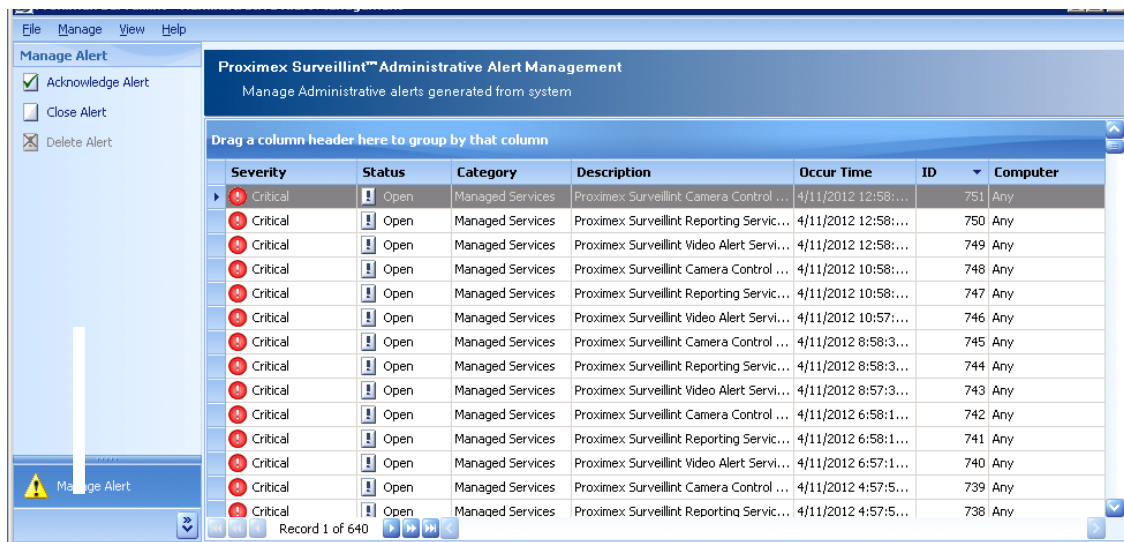 File Manage View Help
Manage Alert
Acknowledge Alert
Close Alert
Delete Alert
Proximex Surveillint™ Administrative Alert Management
Manage Administrative alerts generated from system
Drag a column header here to group by that column
Severity Status Category Description Occur Time ID Computer
Critical Open Managed Services Proximex Surveillint Camera Control ... 4/11/2012 12:58:... 751 Any
Critical Open Managed Services Proximex Surveillint Reporting Servic... 4/11/2012 12:58:... 750 Any
Critical Open Managed Services Proximex Surveillint Video Alert Servi... 4/11/2012 12:58:... 749 Any
Critical Open Managed Services Proximex Surveillint Camera Control ... 4/11/2012 10:58:... 748 Any
Critical Open Managed Services Proximex Surveillint Reporting Servic... 4/11/2012 10:58:... 747 Any
Critical Open Managed Services Proximex Surveillint Video Alert Servi... 4/11/2012 10:57:... 746 Any
Critical Open Managed Services Proximex Surveillint Camera Control ... 4/11/2012 8:58:3... 745 Any
Critical Open Managed Services Proximex Surveillint Reporting Servic... 4/11/2012 8:58:3... 744 Any
Critical Open Managed Services Proximex Surveillint Video Alert Servi... 4/11/2012 8:57:3... 743 Any
Critical Open Managed Services Proximex Surveillint Camera Control ... 4/11/2012 6:58:1... 742 Any
Critical Open Managed Services Proximex Surveillint Reporting Servic... 4/11/2012 6:58:1... 741 Any
Critical Open Managed Services Proximex Surveillint Video Alert Servi... 4/11/2012 6:57:1... 740 Any
Critical Open Managed Services Proximex Surveillint Camera Control ... 4/11/2012 4:57:5... 739 Any
Critical Open Managed Services Proximex Surveillint Reporting Servic... 4/11/2012 4:57:5... 738 Any
Manage Alert
Record 1 of 640